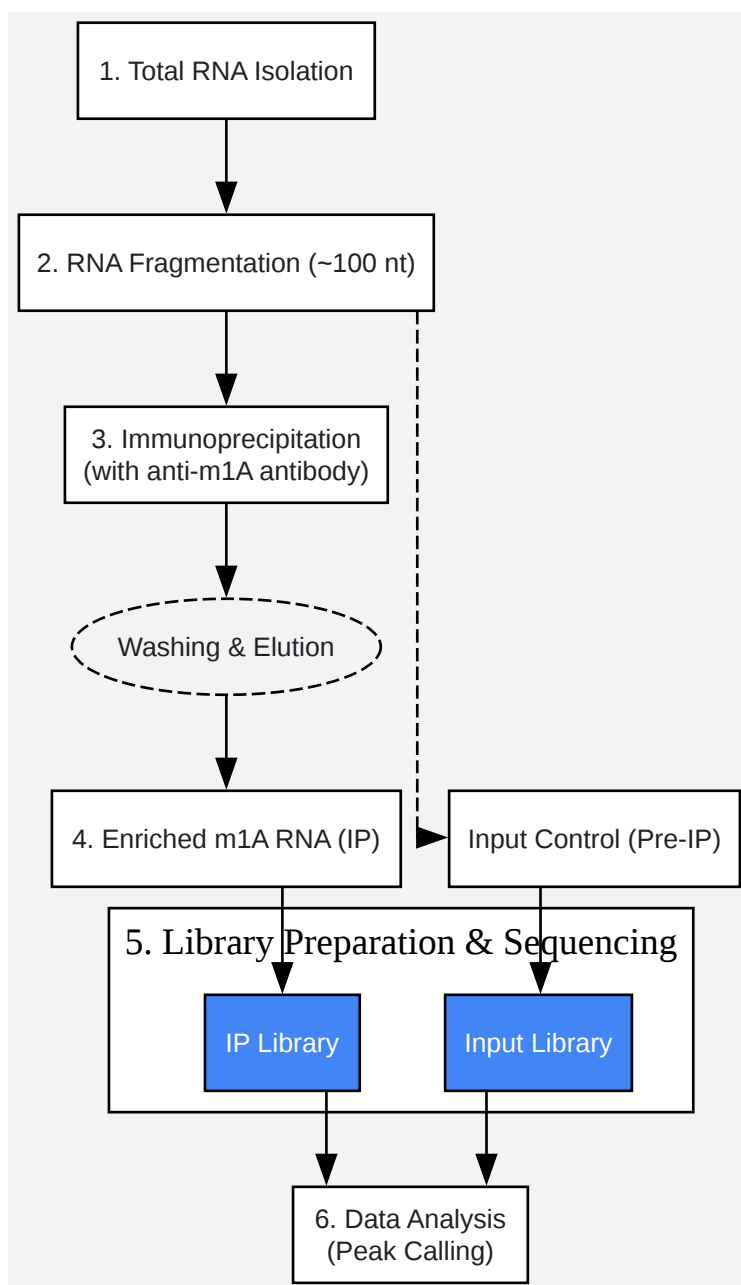 1. Total RNA Isolation
2. RNA Fragmentation (~100 nt)
3. Immunoprecipitation
(with anti-m1A antibody)
Washing & Elution
4. Enriched m1A RNA (IP)
Input Control (Pre-IP)
5. Library Preparation & Sequencing
IP Library
Input Library
6. Data Analysis
(Peak Calling)